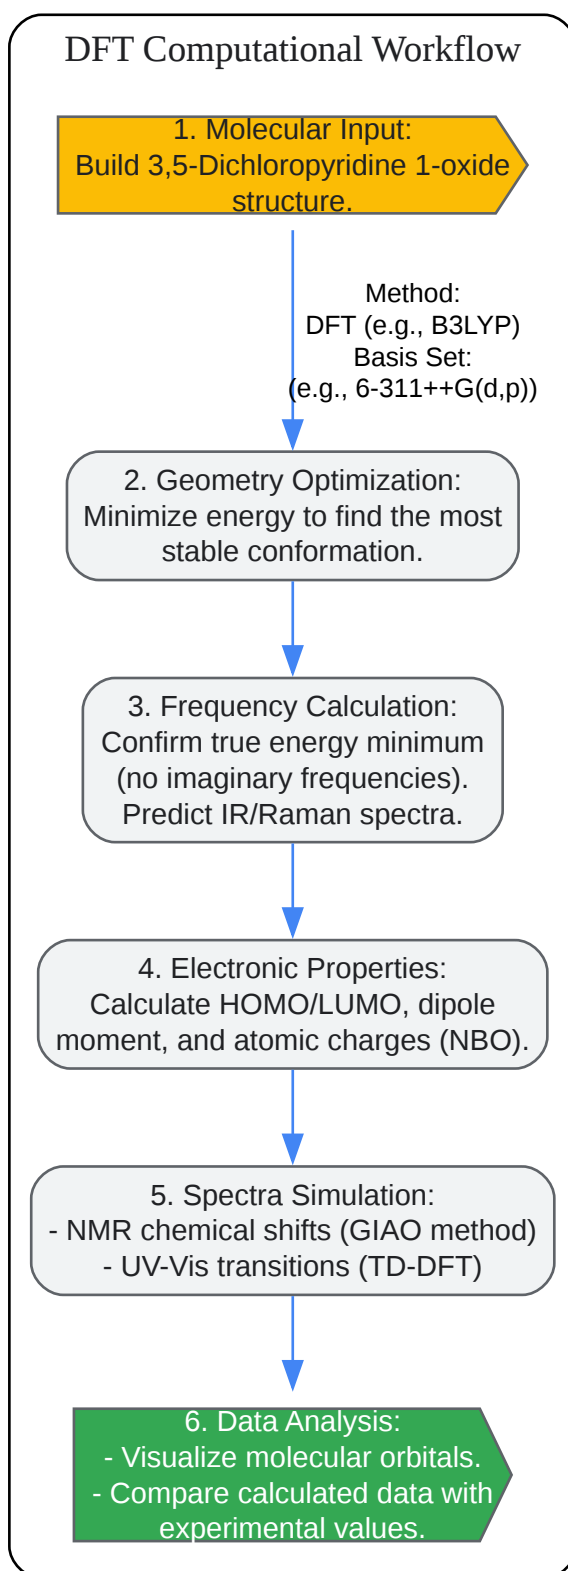 DFT Computational Workflow
1. Molecular Input:
Build 3,5-Dichloropyridine 1-oxide
structure.
Method:
DFT (e.g., B3LYP)
Basis Set:
(e.g., 6-311++G(d,p))
2. Geometry Optimization:
Minimize energy to find the most
stable conformation.
3. Frequency Calculation:
Confirm true energy minimum
(no imaginary frequencies).
Predict IR/Raman spectra.
4. Electronic Properties:
Calculate HOMO/LUMO, dipole
moment, and atomic charges (NBO).
5. Spectra Simulation:
- NMR chemical shifts (GIAO method)
- UV-Vis transitions (TD-DFT)
6. Data Analysis:
- Visualize molecular orbitals.
- Compare calculated data with
experimental values.